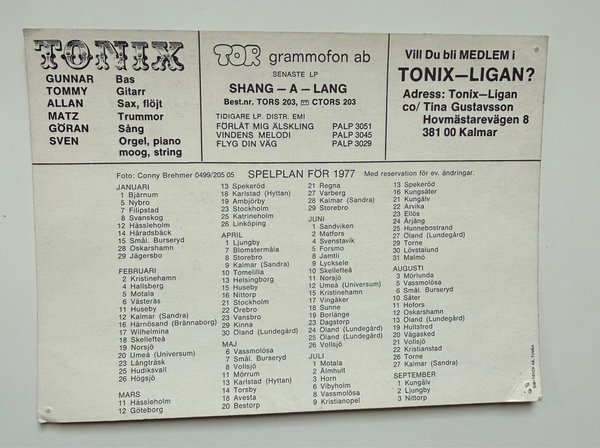 TONIX
GUNNAR Bas
TOMMY Gitarr
ALLAN Sax, flöjt
MATZ Trummor
GÖRAN Sång
SVEN Orgel, piano
moog, string
TOR grammofon ab
SENASTE LP
SHANG — A — LANG
Best.nr. TORS 203, CTORS 203
TIDIGARE LP. DISTR. EMI
FÖRLÅT MIG ÄLSKLING PALP 3051
VINDENS MELODI PALP 3045
FLYG DIN VÄG PALP 3029
Vill Du bli MEDLEM i
TONIX—LIGAN?
Adress: Tonix—Ligan
co/ Tina Gustavsson
Hovmästarevägen 8
381 00 Kalmar
Foto: Conny Brehmer 0499/205 05 SPELPLAN FÖR 1977 Med reservation för ev. ändringar.
JANUARI
1 Bjärnum
5 Nybro
7 Filipstad
8 Svanskog
12 Hässleholm
14 Häradsbäck
15 Smål. Burseryd
28 Oskarshamn
29 Jägersbo
FEBRUARI
2 Kristinehamn
4 Hallsberg
5 Motala
6 Västerås
11 Huseby
12 Kalmar (Sandra)
16 Härnösand (Brännaborg)
17 Wilhelmina
18 Skellefteå
19 Norsjö
20 Umeå (Universum)
23 Långträsk
25 Hudiksvall
26 Högsjö
MARS
11 Hässleholm
12 Göteborg
13 Spekeröd
18 Karlstad (Hyttan)
19 Ambjörby
23 Stockholm
25 Katrineholm
26 Linköping
APRIL
1 Ljungby
7 Blomstermåla
8 Storebro
9 Kalmar (Sandra)
10 Tomelilla
13 Helsingborg
15 Huseby
16 Nittorp
21 Stockholm
22 Örebro
23 Vansbro
29 Kinna
30 Öland (Lundegård)
MAJ
6 Vassmolösa
7 Smål. Burseryd
8 Vollsjö
11 Mörrum
13 Karlstad (Hyttan)
14 Torsby
18 Avesta
20 Bestorp
21 Regna
27 Varberg
28 Kalmar (Sandra)
29 Storebro
JUNI
1 Sandviken
2 Matfors
4 Svenstavik
5 Forsmo
8 Jamtli
9 Lycksele
10 Skellefteå
11 Norsjö
12 Umeå (Universum)
15 Kristinehamn
17 Vingåker
18 Sunne
19 Borlänge
23 Dagstorp
24 Öland (Lundegård)
25 Öland (Lundegård)
26 Vollsjö
JULI
1 Motala
2 Älmhult
3 Horn
6 Vibyholm
8 Vassmolösa
9 Kristianopel
13 Spekeröd
16 Kungsäter
21 Kungälv
22 Arvika
23 Ellös
24 Årjäng
25 Hunnebostrand
27 Öland (Lundegård)
29 Torne
30 Lövstalund
31 Malmö
AUGUSTI
3 Mörlunda
5 Vassmolösa
6 Smål. Burseryd
10 Säter
11 Hofors
12 Oskarshamn
13 Öland (Lundegård)
19 Hultsfred
20 Vägasked
21 Vollsjö
22 Kristianstad
26 Torne
27 Kalmar (Sandra)
SEPTEMBER
1 Kungälv
2 Ljungby
3 Nittorp